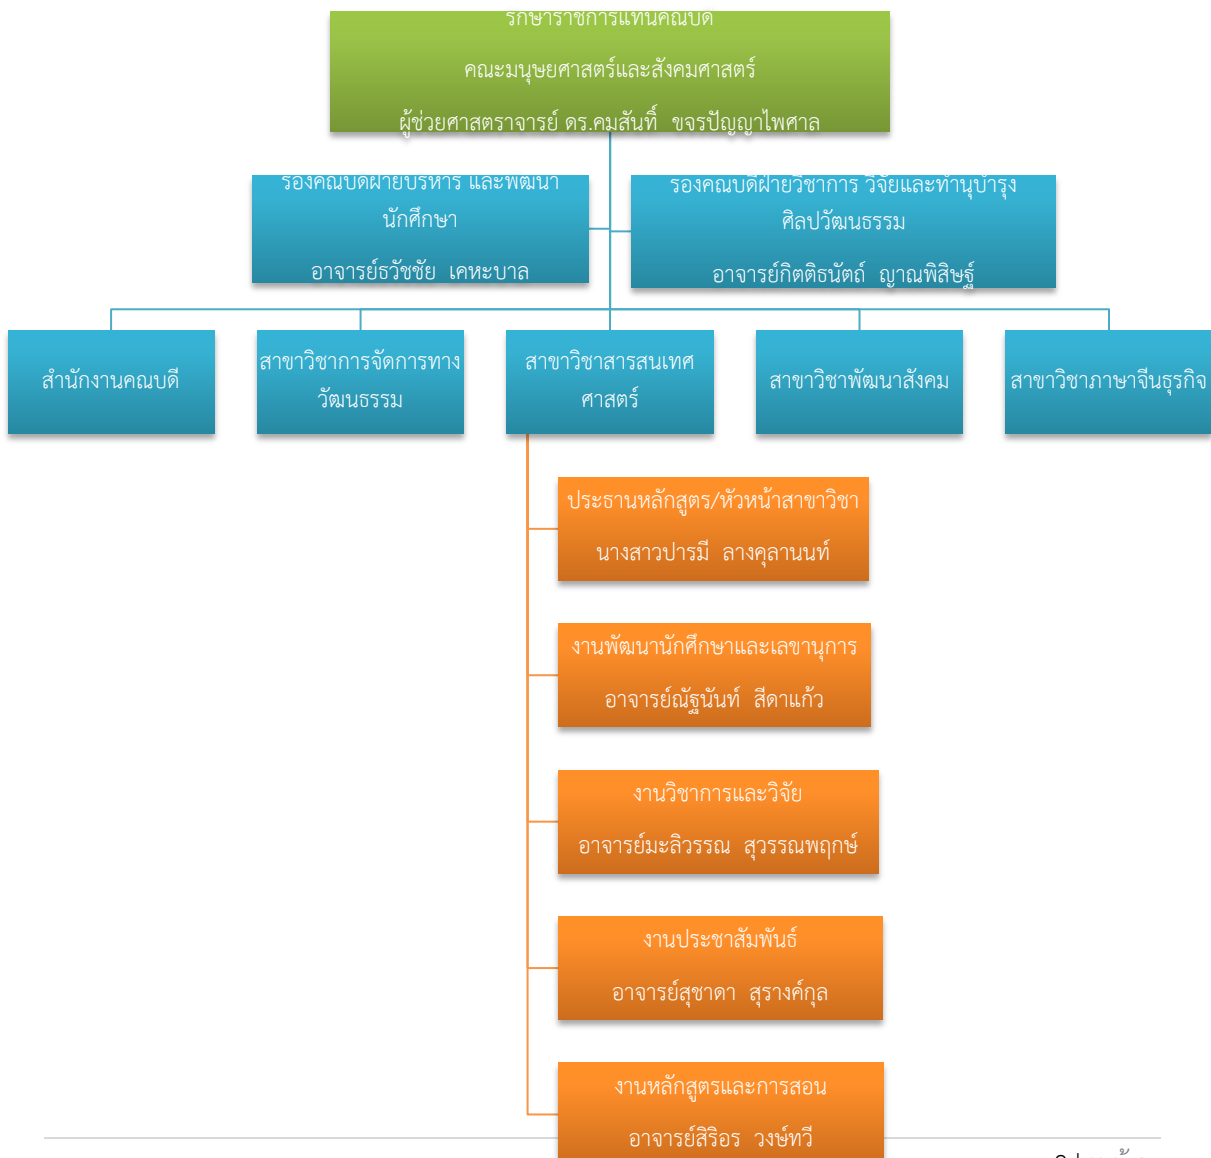 รักษาราชการแทนคณบดี
คณะมนุษยศาสตร์และสังคมศาสตร์
ผู้ช่วยศาสตราจารย์ ดร.คมสันทิ์ ขจรปัญญาไพศาล
รองคณบดีฝ่ายบริหาร และพัฒนา
นักศึกษา
อาจารย์ธวัชชัย เคหะบาล
รองคณบดีฝ่ายวิชาการ วิจัยและทำนุบำรุง
ศิลปวัฒนธรรม
อาจารย์กิตติธนัตถ์ ญาณพิสิษฐ์
สำนักงานคณบดี
สาขาวิชาการจัดการทาง
วัฒนธรรม
สาขาวิชาสารสนเทศ
ศาสตร์
สาขาวิชาพัฒนาสังคม
สาขาวิชาภาษาจีนธุรกิจ
ประธานหลักสูตร/หัวหน้าสาขาวิชา
นางสาวปารมี ลางคุลานนท์
งานพัฒนานักศึกษาและเลขานุการ
อาจารย์ณัฐนันท์ สีดาแก้ว
งานวิชาการและวิจัย
อาจารย์มะลิวรรณ สุวรรณพฤกษ์
งานประชาสัมพันธ์
อาจารย์สุชาดา สุรางค์กุล
งานหลักสูตรและการสอน
อาจารย์สิริอร วงษ์ทวี